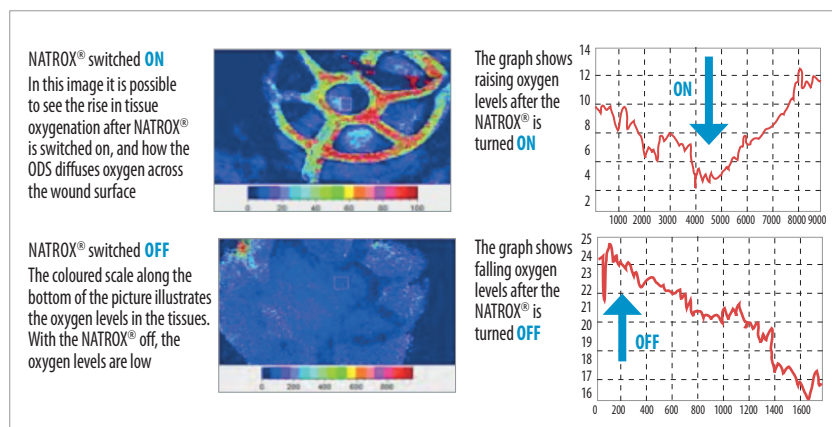 NATROX® switched ON
In this image it is possible
to see the rise in tissue
oxygenation after NATROX®
is switched on, and how the
ODS diffuses oxygen across
the wound surface
0 20 40 60 80 100
The graph shows
raising oxygen
levels after the
NATROX® is
turned ON
14
12
10
8
6
4
2
ON
1000 2000 3000 4000 5000 6000 7000 8000 9000
NATROX® switched OFF
The coloured scale along the
bottom of the picture illustrates
the oxygen levels in the tissues.
With the NATROX® off, the
oxygen levels are low
0 200 400 600 800
The graph shows
falling oxygen
levels after the
NATROX® is
turned OFF
25
24
23
22
21
20
19
18
17
16
OFF
0 200 400 600 800 1000 1200 1400 1600